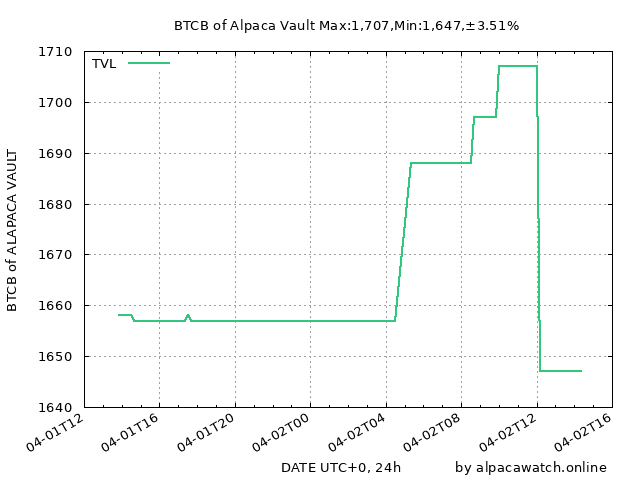 BTCB of Alpaca Vault Max:1,707,Min:1,647,±3.51%
TVL
BTCB of ALAPACA VAULT
1710
1700
1690
1680
1670
1660
1650
1640
04-01T12
04-01T16
04-01T20
04-02T00
04-02T04
04-02T08
04-02T12
04-02T16
DATE UTC+0, 24h
by alpacawatch.online